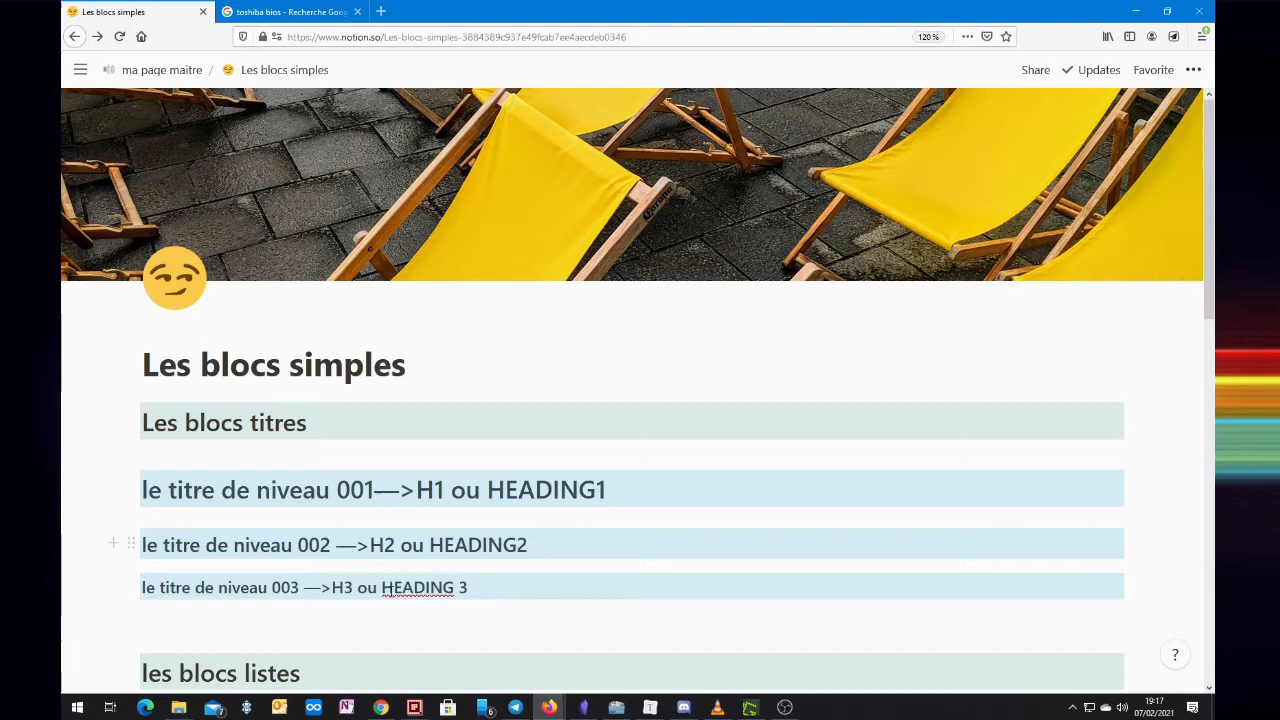 Les blocs simples
toshiba bios - Recherche Goog
https://www.notion.so/Les-blocs-simples-3884389c937e49fcab7ee4aecdeb0346
120 %
ma page maitre / Les blocs simples
Share
Updates
Favorite
Corona
Les blocs simples
Les blocs titres
le titre de niveau 001—>H1 ou HEADING1
le titre de niveau 002 —>H2 ou HEADING2
le titre de niveau 003 —>H3 ou HEADING 3
les blocs listes
?
7
6
19:17
07/02/2021